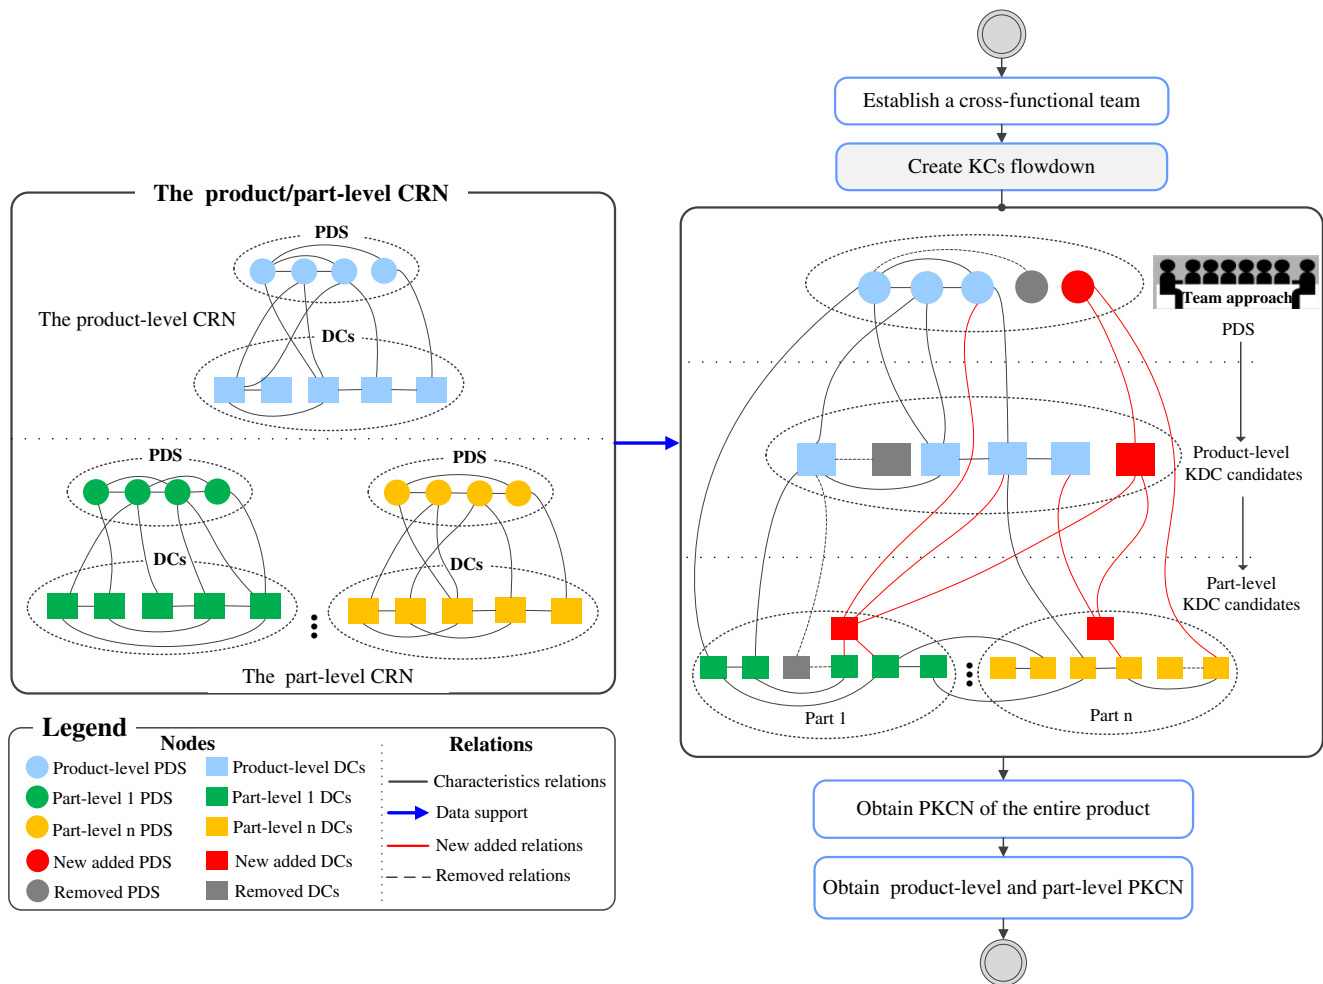 Establish a cross-functional team
Create KCs flowdown
The product/part-level CRN
PDS
The product-level CRN
DCs
PDS
DCs
PDS
DCs
The part-level CRN
Team approach
PDS
Product-level
KDC candidates
Part-level
KDC candidates
Part 1
Part n
Legend
Nodes
Product-level PDS
Part-level 1 PDS
Part-level n PDS
New added PDS
Removed PDS
Product-level DCs
Part-level 1 DCs
Part-level n DCs
New added DCs
Removed DCs
Relations
Characteristics relations
Data support
New added relations
Removed relations
Obtain PKCN of the entire product
Obtain product-level and part-level PKCN